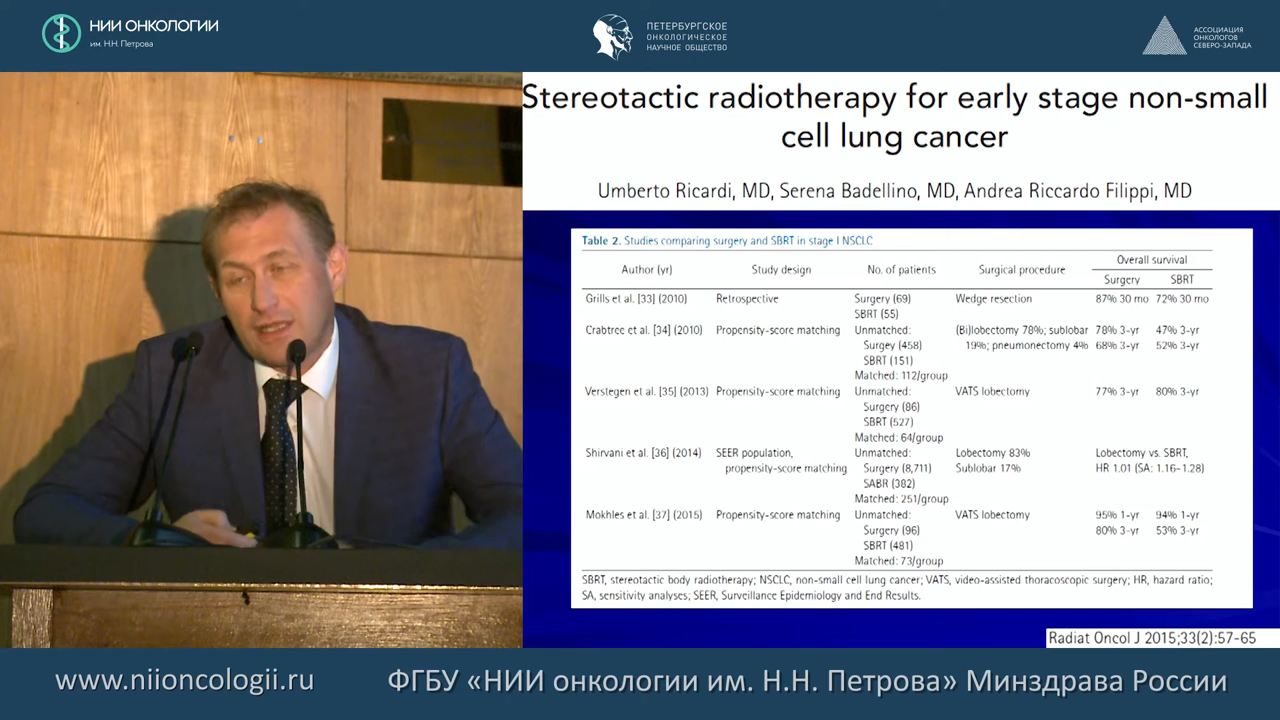 НИИ ОНКОЛОГИИ
им. Н.Н. Петрова
ПЕТЕРБУРГСКОЕ
ОНКОЛОГИЧЕСКОЕ
НАУЧНОЕ ОБЩЕСТВО
АССОЦИАЦИЯ
ОНКОЛОГОВ
СЕВЕРО-ЗАПАДА
Stereotactic radiotherapy for early stage non-small
cell lung cancer
Umberto Ricardi, MD, Serena Badellino, MD, Andrea Riccardo Filippi, MD
Table 2. Studies comparing surgery and SBRT in stage I NSCLC
Author (yr) Study design No. of patients Surgical procedure Overall survival
Surgery SBRT
Grills et al. [33] (2010) Retrospective Surgery (69) Wedge resection 87% 30 mo 72% 30 mo
SBRT (55)
Crabtree et al. [34] (2010) Propensity-score matching Unmatched: (Bi)lobectomy 78%; sublobar 78% 3-yr 47% 3-yr
Surgey (458) 19%; pneumonectomy 4% 68% 3-yr 52% 3-yr
SBRT (151)
Matched: 112/group
Verstegen et al. [35] (2013) Propensity-score matching Unmatched: VATS lobectomy 77% 3-yr 80% 3-yr
Surgery (86)
SBRT (527)
Matched: 64/group
Shirvani et al. [36] (2014) SEER population, Unmatched: Lobectomy 83% Lobectomy vs. SBRT,
propensity-score matching Surgery (8,711) Sublobar 17% HR 1.01 (SA: 1.16–1.28)
SABR (382)
Matched: 251/group
Mokhles et al. [37] (2015) Propensity-score matching Unmatched: VATS lobectomy 95% 1-yr 94% 1-yr
Surgery (96) 80% 3-yr 53% 3-yr
SBRT (481)
Matched: 73/group
SBRT, stereotactic body radiotherapy; NSCLC, non-small cell lung cancer; VATS, video-assisted thoracoscopic surgery; HR, hazard ratio;
SA, sensitivity analyses; SEER, Surveillance Epidemiology and End Results.
Radiat Oncol J 2015;33(2):57-65
www.niioncologii.ru ФГБУ «НИИ онкологии им. Н.Н. Петрова» Минздрава России